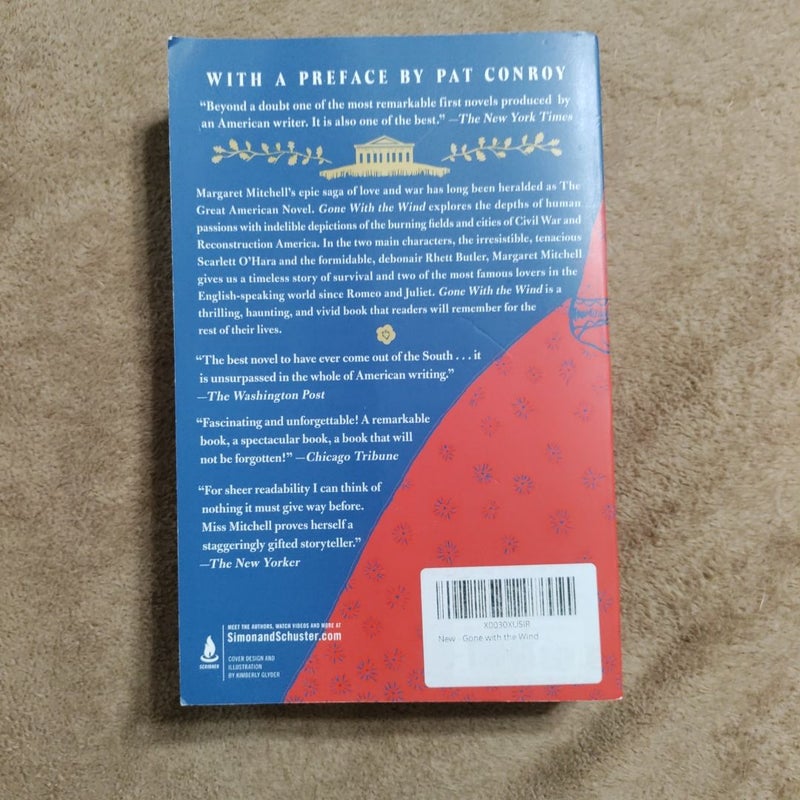 WITH A PREFACE BY PAT CONROY
“Beyond a doubt one of the most remarkable first novels produced by
an American writer. It is also one of the best.” —The New York Times
Margaret Mitchell’s epic saga of love and war has long been heralded as The
Great American Novel. Gone With the Wind explores the depths of human
passions with indelible depictions of the burning fields and cities of Civil War and
Reconstruction America. In the two main characters, the irresistible, tenacious
Scarlett O’Hara and the formidable, debonair Rhett Butler, Margaret Mitchell
gives us a timeless story of survival and two of the most famous lovers in the
English-speaking world since Romeo and Juliet. Gone With the Wind is a
thrilling, haunting, and vivid book that readers will remember for the
rest of their lives.
“The best novel to have ever come out of the South . . . it
is unsurpassed in the whole of American writing.”
—The Washington Post
“Fascinating and unforgettable! A remarkable
book, a spectacular book, a book that will
not be forgotten!” —Chicago Tribune
“For sheer readability I can think of
nothing it must give way before.
Miss Mitchell proves herself a
staggeringly gifted storyteller.”
—The New Yorker
MEET THE AUTHORS, WATCH VIDEOS AND MORE AT
SimonandSchuster.com
SCRIBNER
COVER DESIGN AND
ILLUSTRATION
BY KIMBERLY GLYDER
X0030XUSIR
New - Gone with the Wind